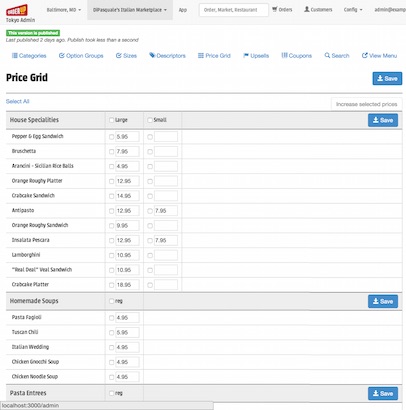 ORDER UP
Tokyo Admin
Baltimore, MD
DiPasquale's Italian Marketplace
App
Order, Market, Restaurant
Orders
Customers
Config
admin@examp
This version is published
Last published 2 days ago. Publish took less than a second
Categories
Option Groups
Sizes
Descriptors
Price Grid
Upsells
Coupons
Search
View Menu
Price Grid
Save
Select All
Increase selected prices
House Specialities Large Small Save
Pepper & Egg Sandwich 5.95
Bruschetta 7.95
Arancini - Sicilian Rice Balls 4.95
Orange Roughy Platter 12.95
Crabcake Sandwich 14.95
Antipasto 12.95 7.95
Orange Roughy Sandwich 9.95
Insalata Pescara 12.95 7.95
Lamborghini 10.95
"Real Deal" Veal Sandwich 10.95
Crabcake Platter 18.95
Homemade Soups reg Save
Pasta Fagioli 4.95
Tuscan Chili 5.95
Italian Wedding 4.95
Chicken Gnocchi Soup 4.95
Chicken Noodle Soup 4.95
Pasta Entrees reg Save
localhost:3000/admin